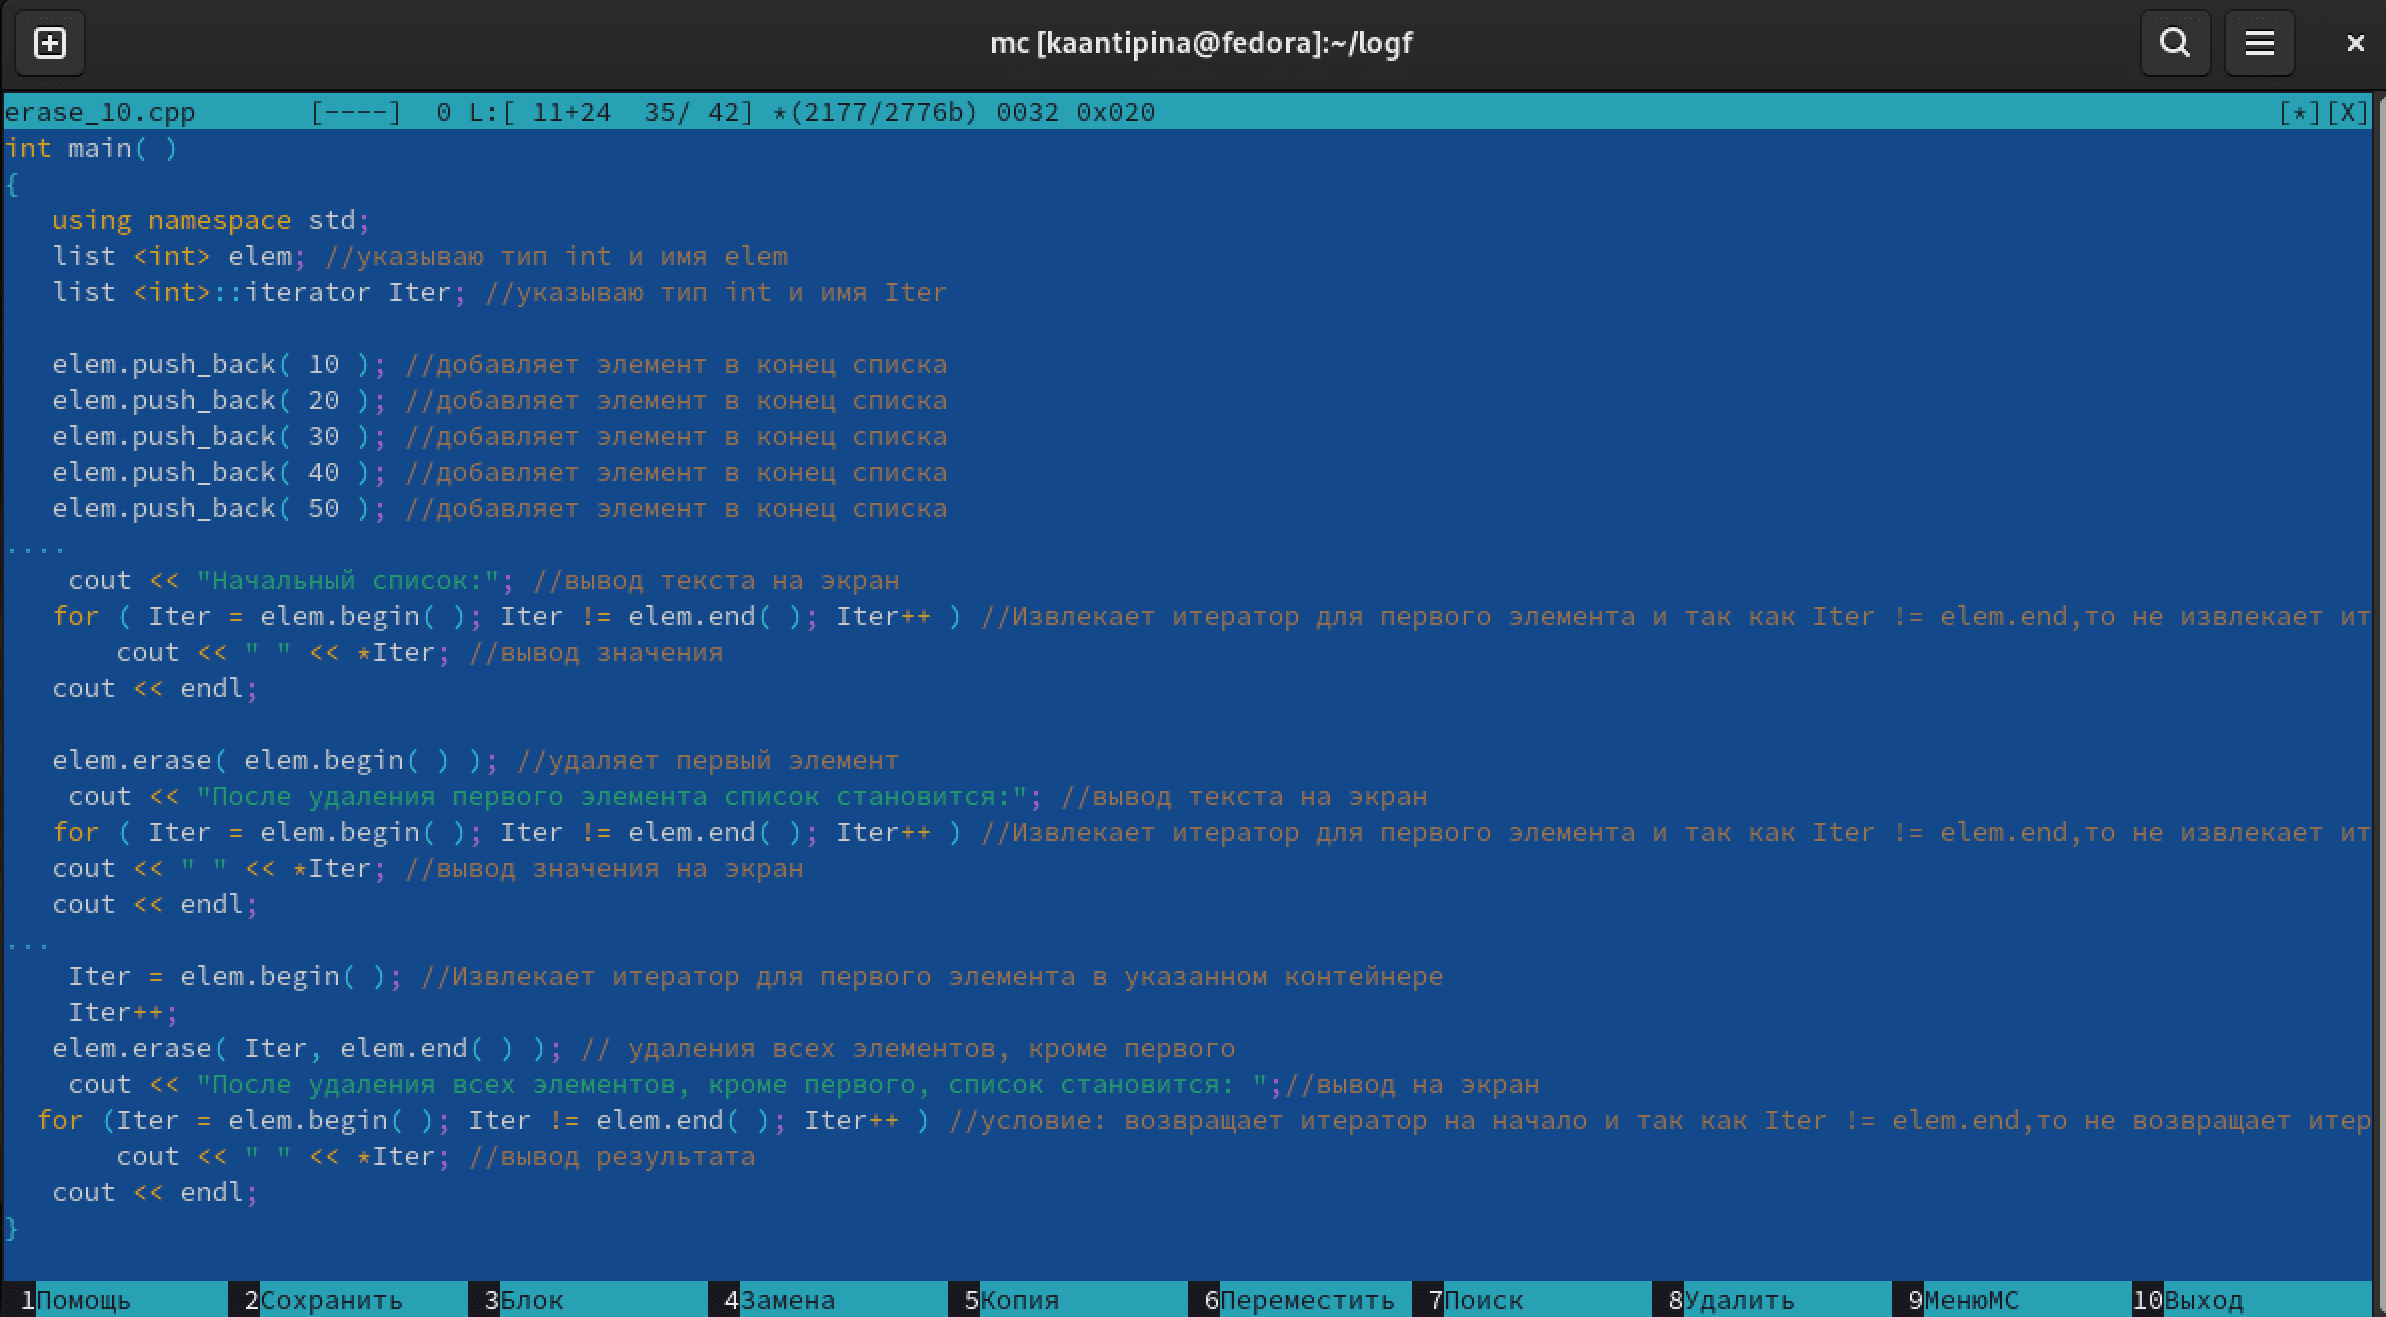 mc [kaantipina@fedora]:~/logf
erase_10.cpp [----] 0 L:[ 11+24 35/ 42] *(2177/2776b) 0032 0x020 [*][X]
int main( )
{
using namespace std;
list <int> elem; //указываю тип int и имя elem
list <int>::iterator Iter; //указываю тип int и имя Iter
elem.push_back( 10 ); //добавляет элемент в конец списка
elem.push_back( 20 ); //добавляет элемент в конец списка
elem.push_back( 30 ); //добавляет элемент в конец списка
elem.push_back( 40 ); //добавляет элемент в конец списка
elem.push_back( 50 ); //добавляет элемент в конец списка
....
cout << "Начальный список:"; //вывод текста на экран
for ( Iter = elem.begin( ); Iter != elem.end( ); Iter++ ) //Извлекает итератор для первого элемента и так как Iter != elem.end,то не извлекает ит
cout << " " << *Iter; //вывод значения
cout << endl;
elem.erase( elem.begin( ) ); //удаляет первый элемент
cout << "После удаления первого элемента список становится:"; //вывод текста на экран
for ( Iter = elem.begin( ); Iter != elem.end( ); Iter++ ) //Извлекает итератор для первого элемента и так как Iter != elem.end,то не извлекает ит
cout << " " << *Iter; //вывод значения на экран
cout << endl;
...
Iter = elem.begin( ); //Извлекает итератор для первого элемента в указанном контейнере
Iter++;
elem.erase( Iter, elem.end( ) ); // удаления всех элементов, кроме первого
cout << "После удаления всех элементов, кроме первого, список становится: ";//вывод на экран
for (Iter = elem.begin( ); Iter != elem.end( ); Iter++ ) //условие: возвращает итератор на начало и так как Iter != elem.end,то не возвращает итер
cout << " " << *Iter; //вывод результата
cout << endl;
}
1Помощь 2Сохранить 3Блок 4Замена 5Копия 6Переместить 7Поиск 8Удалить 9МенюMC 10Выход